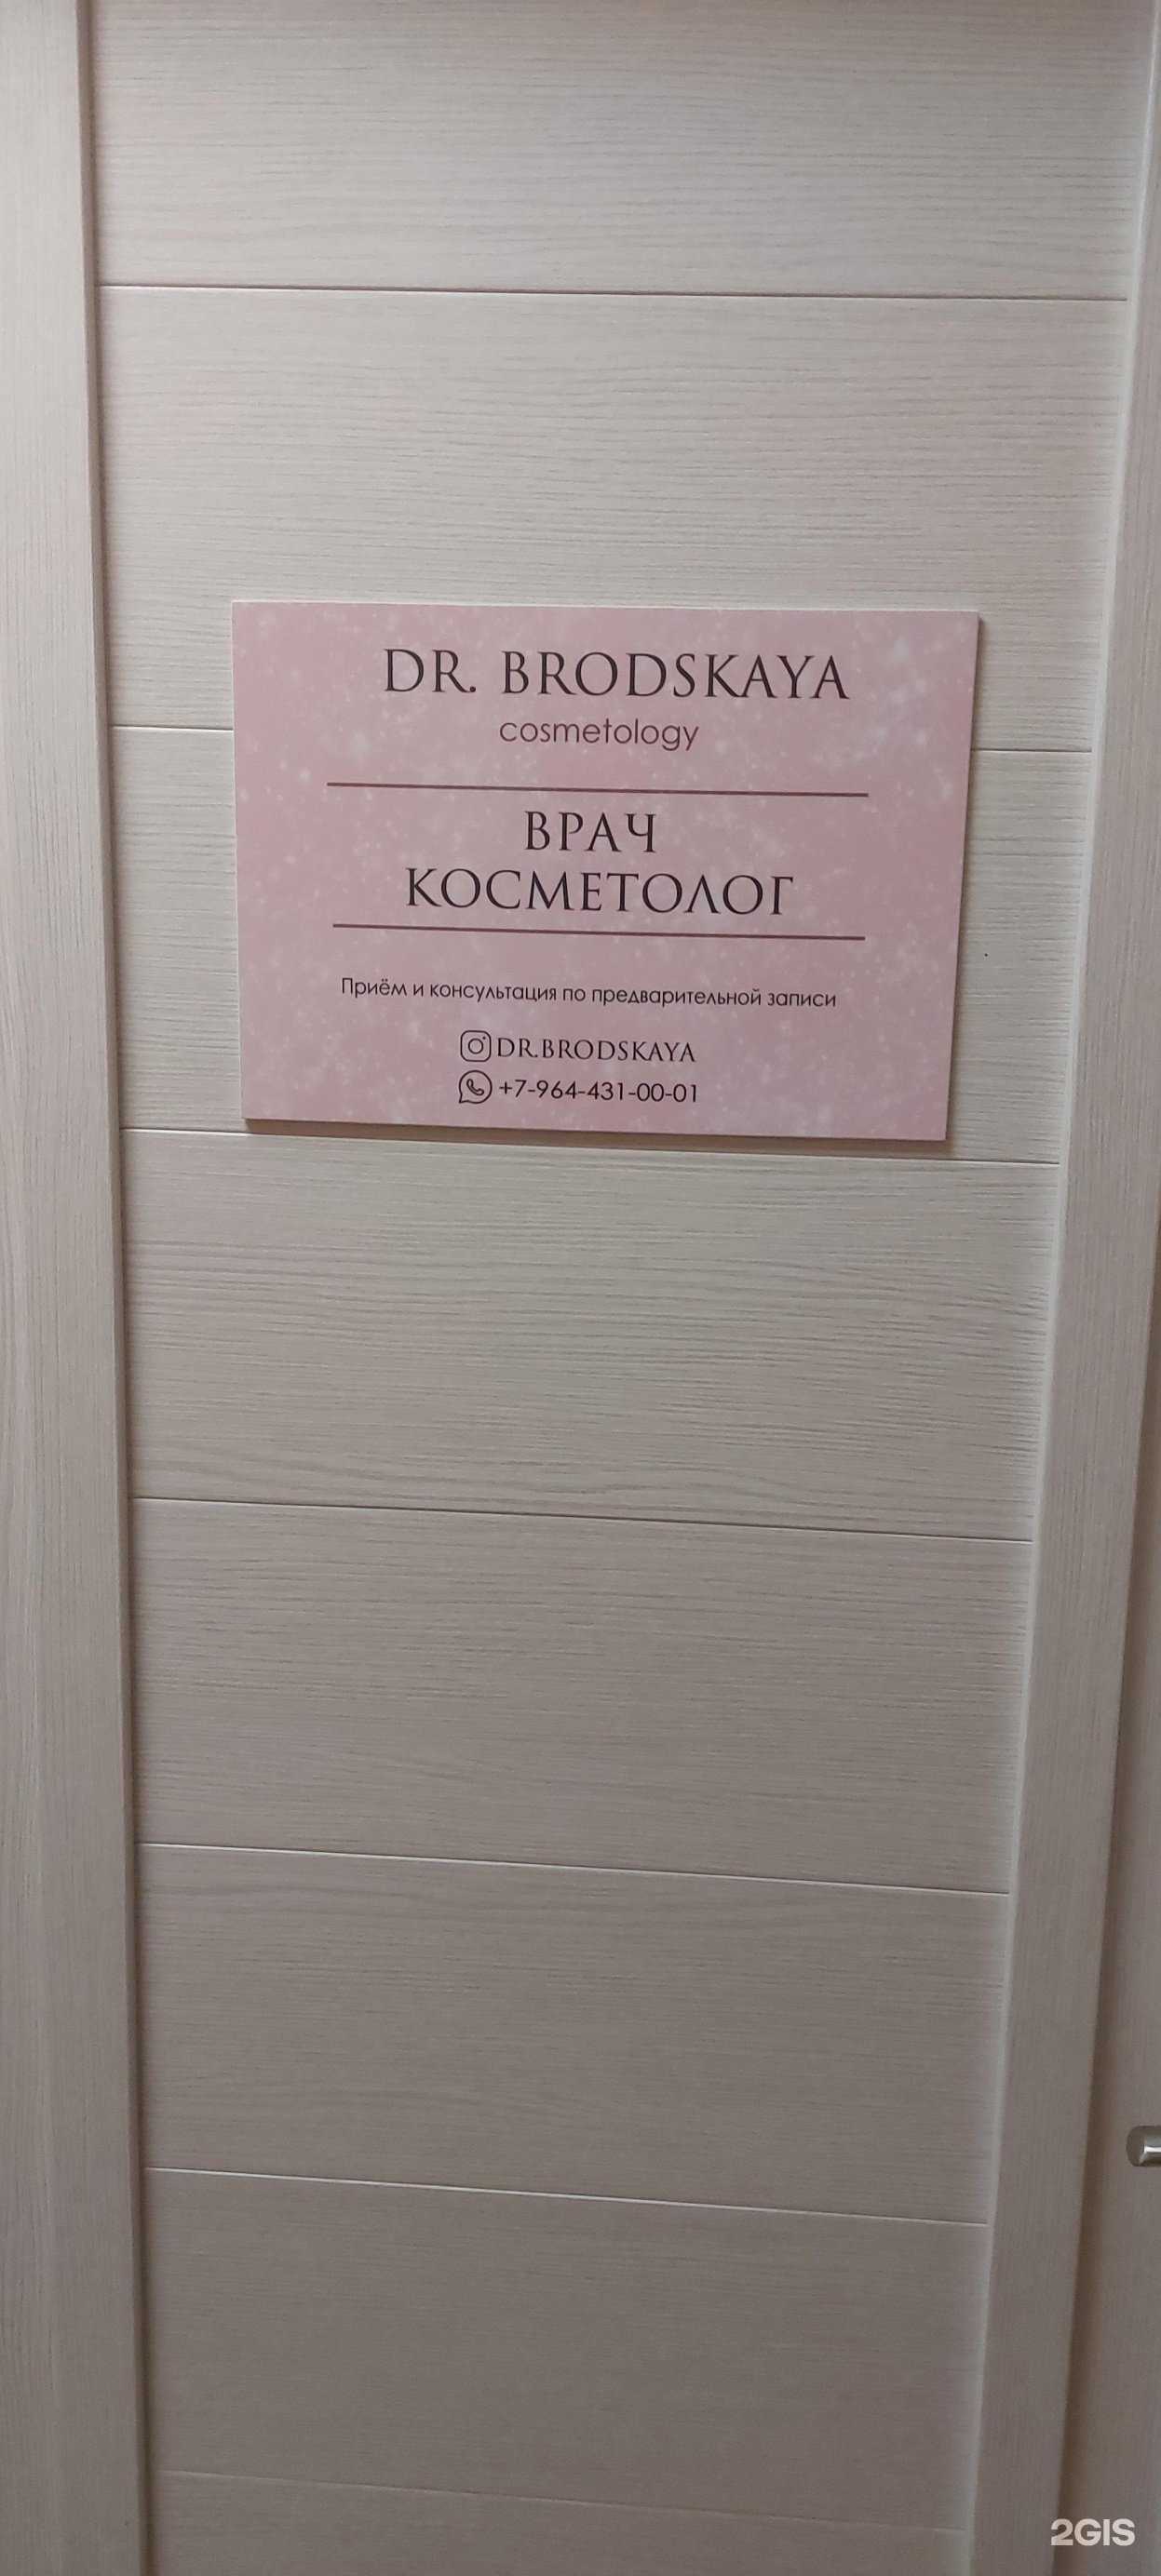 DR. BRODSKAYA
cosmetology
ВРАЧ
КОСМЕТОЛОГ
Приём и консультация по предварительной записи
DR.BRODSKAYA
+7-964-431-00-01
2GIS